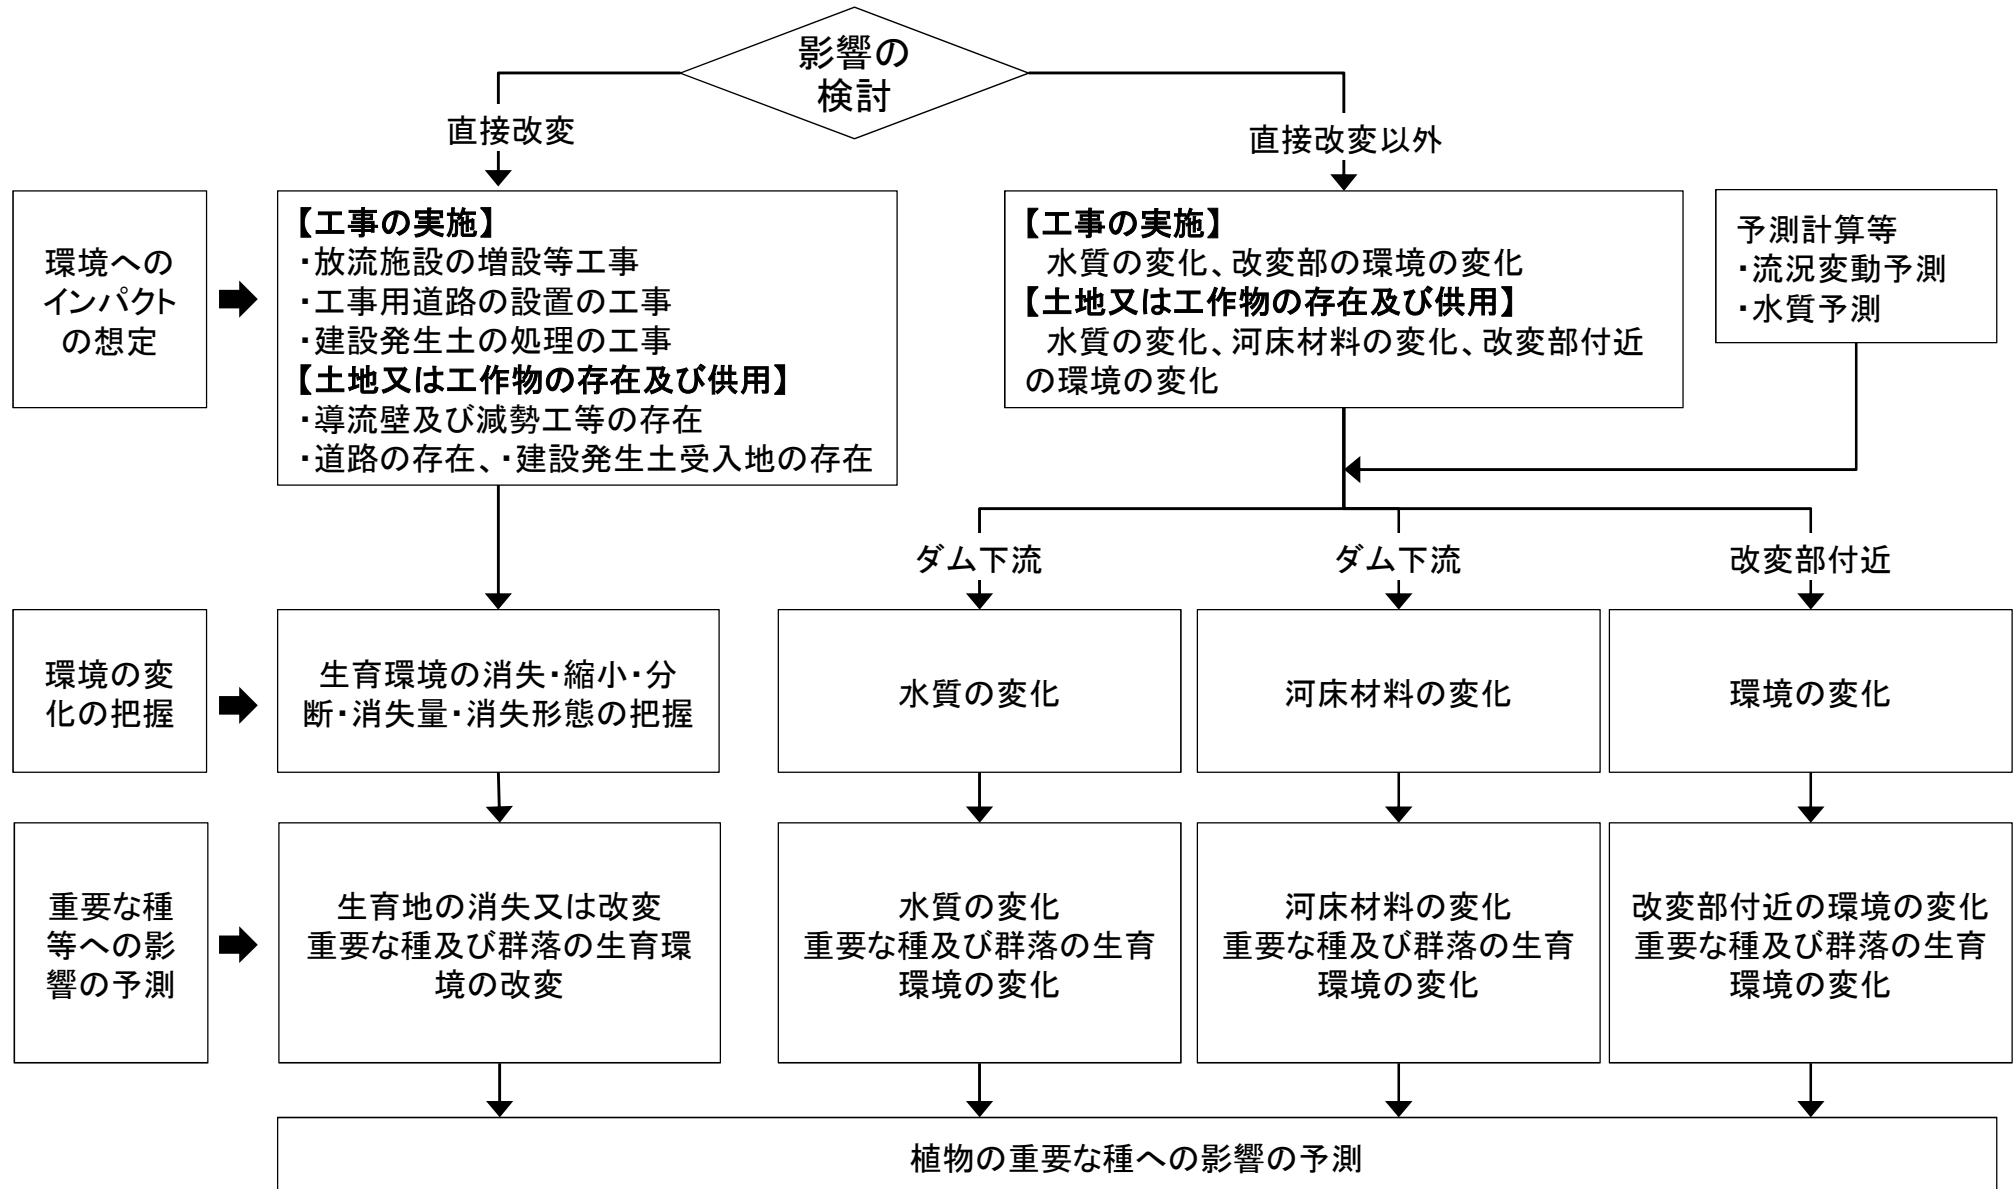 影響の
検討
直接改変
直接改変以外
環境への
インパクト
の想定
【工事の実施】
・放流施設の増設等工事
・工事用道路の設置の工事
・建設発生土の処理の工事
【土地又は工作物の存在及び供用】
・導流壁及び減勢工等の存在
・道路の存在、・建設発生土受入地の存在
【工事の実施】
水質の変化、改変部の環境の変化
【土地又は工作物の存在及び供用】
水質の変化、河床材料の変化、改変部付近
の環境の変化
予測計算等
・流況変動予測
・水質予測
ダム下流
ダム下流
改変部付近
環境の変
化の把握
生育環境の消失・縮小・分
断・消失量・消失形態の把握
水質の変化
河床材料の変化
環境の変化
重要な種
等への影
響の予測
生育地の消失又は改変
重要な種及び群落の生育環
境の改変
水質の変化
重要な種及び群落の生育
環境の変化
河床材料の変化
重要な種及び群落の生育
環境の変化
改変部付近の環境の変化
重要な種及び群落の生育
環境の変化
植物の重要な種への影響の予測